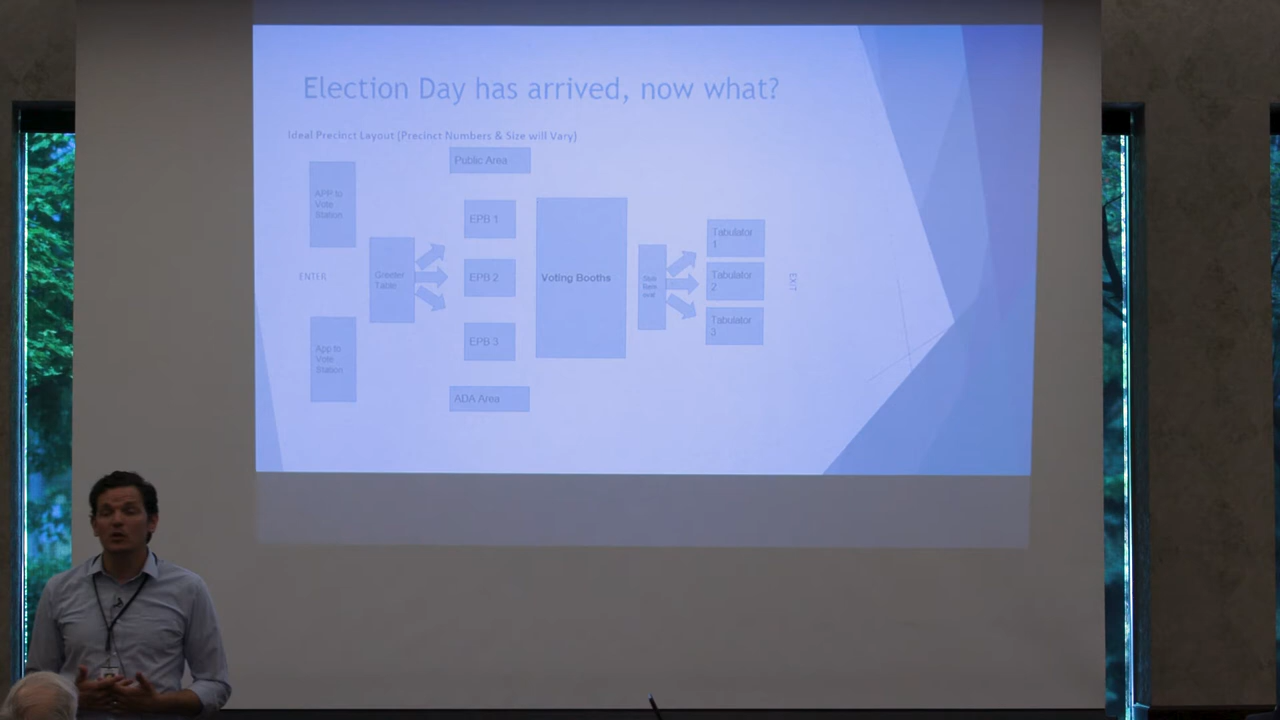 Election Day has arrived, now what?
Ideal Precinct Layout (Precinct Numbers & Size will Vary)
Public Area
APP to
Vote
Station
EPB 1
Tabulator
1
ENTER
Greeter
Table
EPB 2
Voting Booths
Tabulator
2
EXIT
EPB 3
Tabulator
3
App to
Vote
Station
ADA Area